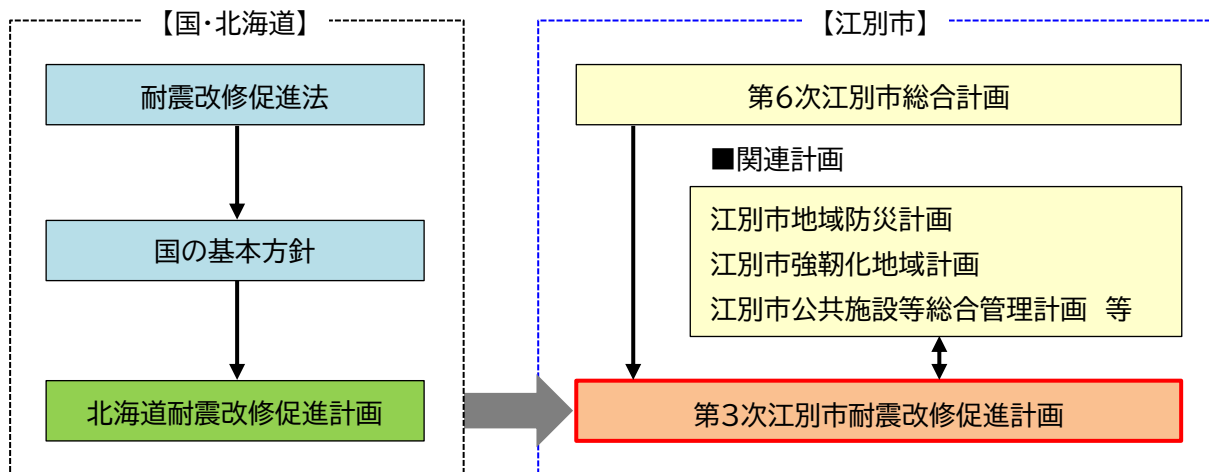 【国・北海道】
耐震改修促進法
国の基本方針
北海道耐震改修促進計画
【江別市】
第6次江別市総合計画
■関連計画
江別市地域防災計画
江別市強靭化地域計画
江別市公共施設等総合管理計画 等
第3次江別市耐震改修促進計画